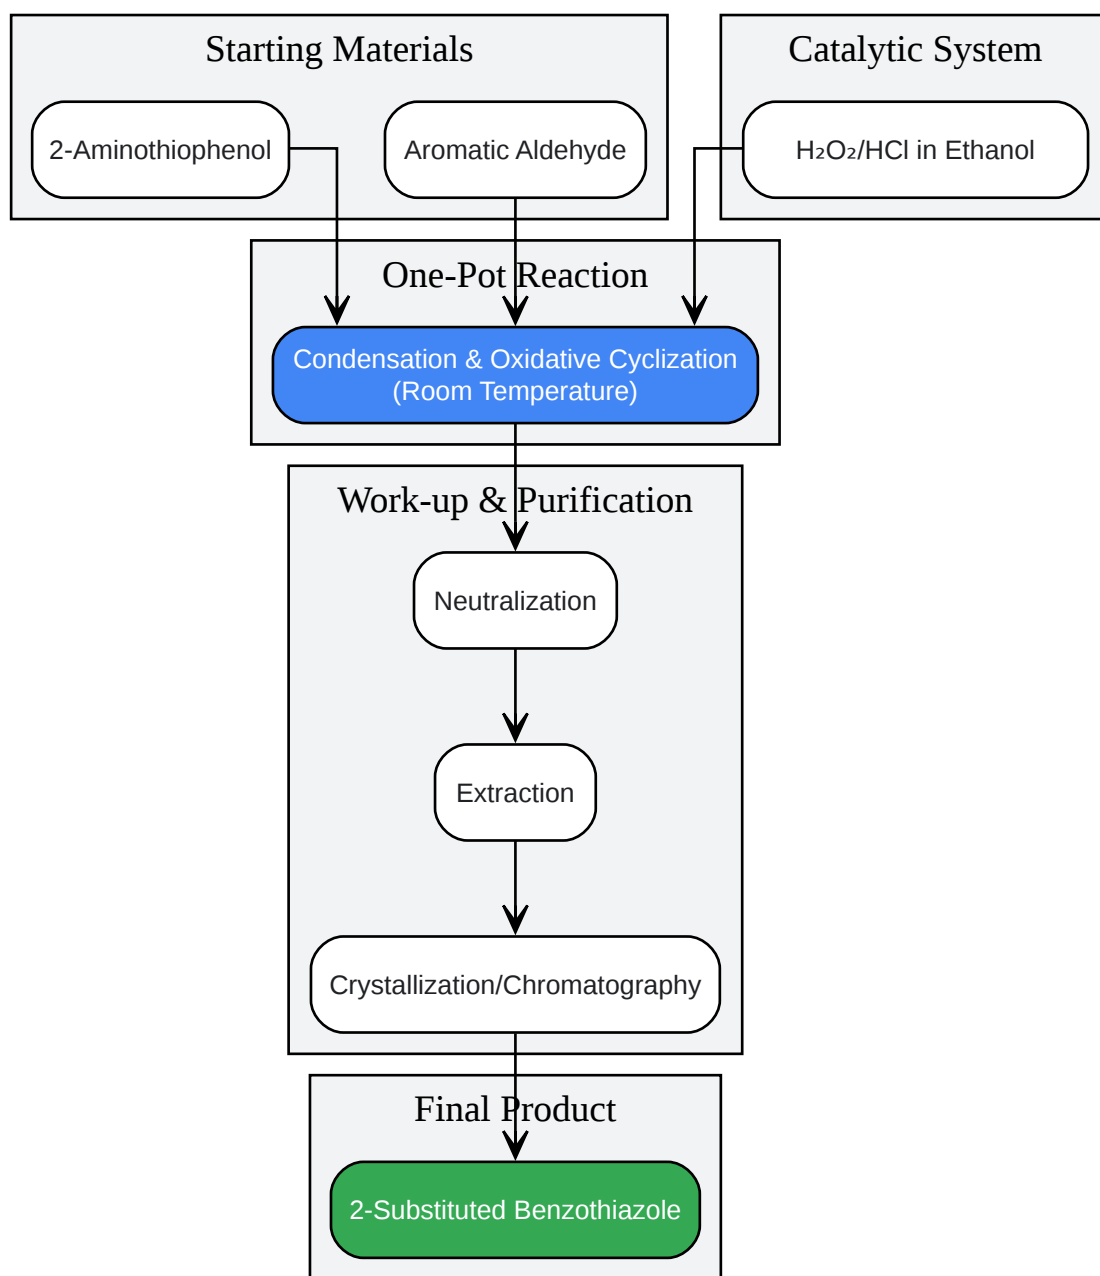 Starting Materials
Catalytic System
2-Aminothiophenol
Aromatic Aldehyde
H₂O₂/HCl in Ethanol
One-Pot Reaction
Condensation & Oxidative Cyclization
(Room Temperature)
Work-up & Purification
Neutralization
Extraction
Crystallization/Chromatography
Final Product
2-Substituted Benzothiazole